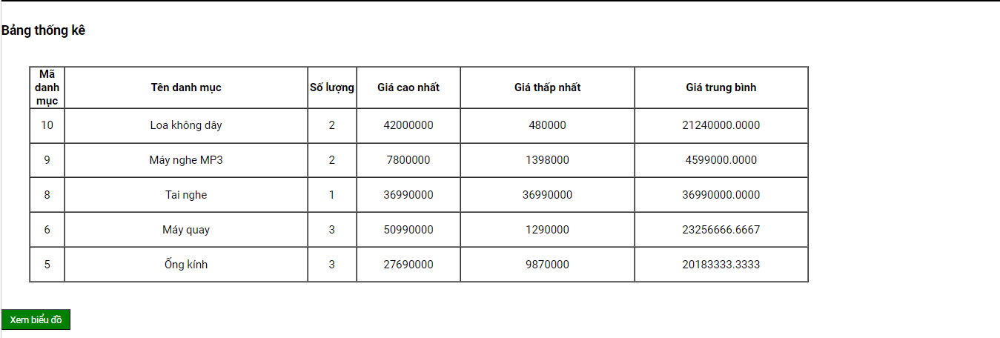 Bảng thống kê
Mã danh mục Tên danh mục Số lượng Giá cao nhất Giá thấp nhất Giá trung bình
10 Loa không dây 2 42000000 480000 21240000.0000
9 Máy nghe MP3 2 7800000 1398000 4599000.0000
8 Tai nghe 1 36990000 36990000 36990000.0000
6 Máy quay 3 50990000 1290000 23256666.6667
5 Ống kính 3 27690000 9870000 20183333.3333
Xem biểu đồ